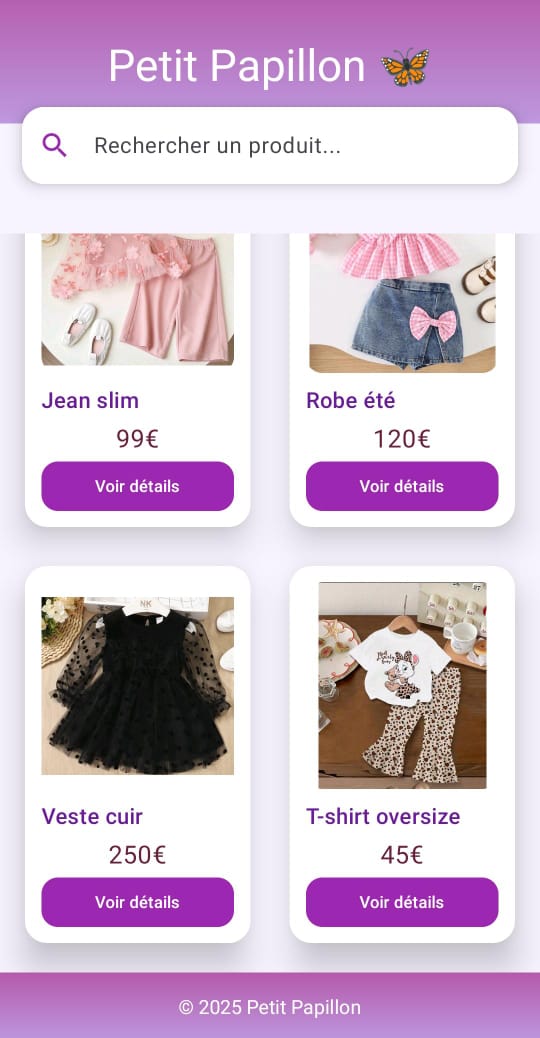 Petit Papillon 🦋
Rechercher un produit...
Jean slim
99€
Voir détails
Robe été
120€
Voir détails
NK
Veste cuir
250€
Voir détails
T-shirt oversize
45€
Voir détails
© 2025 Petit Papillon